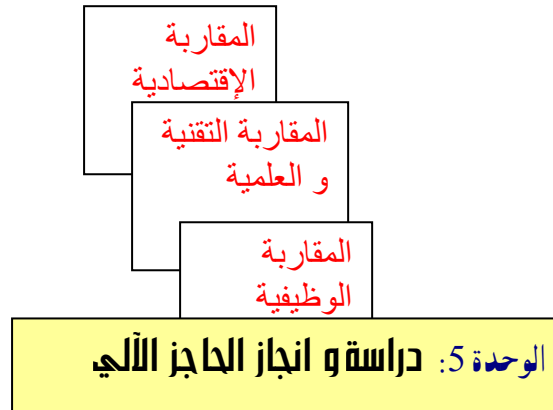 المقاربة
الإقتصادية
المقاربة التقنية
و العلمية
المقاربة
الوظيفية
الوحدة 5: دراسة و انجاز الحاجز الآلي